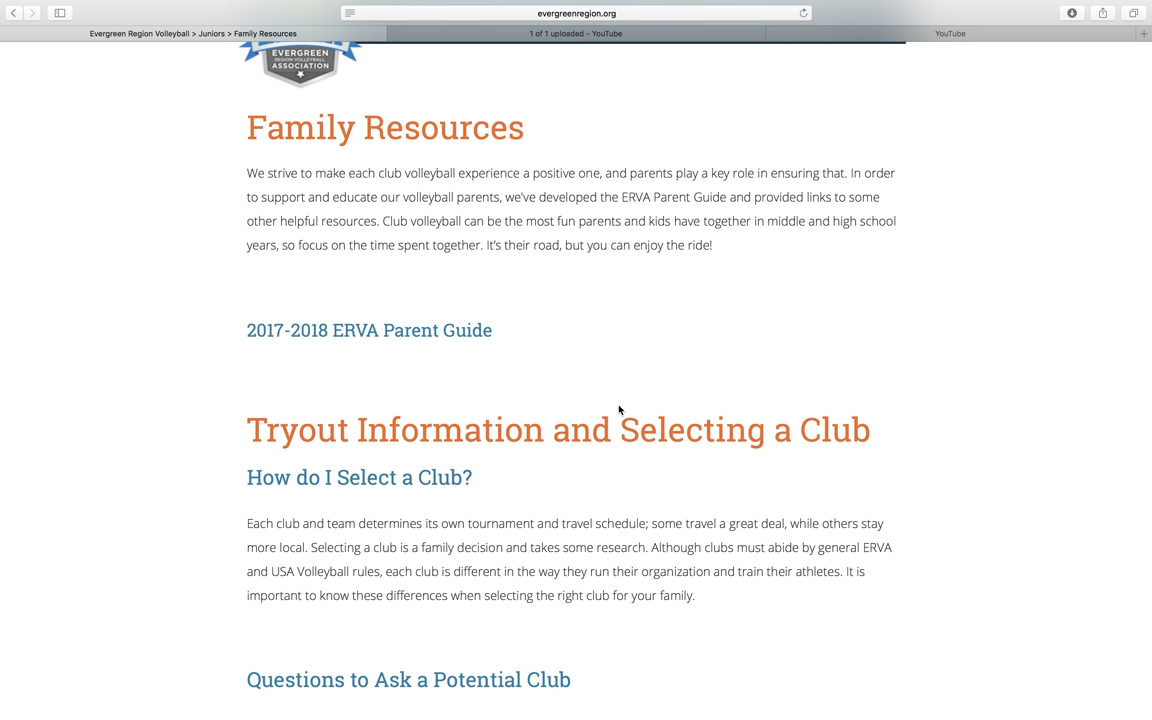 evergreenregion.org
Evergreen Region Volleyball > Juniors > Family Resources
1 of 1 uploaded - YouTube
YouTube
EVERGREEN
REGION VOLLEYBALL
ASSOCIATION
Family Resources
We strive to make each club volleyball experience a positive one, and parents play a key role in ensuring that. In order
to support and educate our volleyball parents, we've developed the ERVA Parent Guide and provided links to some
other helpful resources. Club volleyball can be the most fun parents and kids have together in middle and high school
years, so focus on the time spent together. It's their road, but you can enjoy the ride!
2017-2018 ERVA Parent Guide
Tryout Information and Selecting a Club
How do I Select a Club?
Each club and team determines its own tournament and travel schedule; some travel a great deal, while others stay
more local. Selecting a club is a family decision and takes some research. Although clubs must abide by general ERVA
and USA Volleyball rules, each club is different in the way they run their organization and train their athletes. It is
important to know these differences when selecting the right club for your family.
Questions to Ask a Potential Club